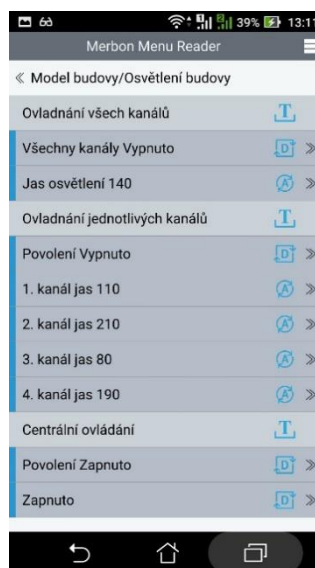 39% 13:11
Merbon Menu Reader
« Model budovy/Osvětlení budovy
Ovladnání všech kanálů T
Všechny kanály Vypnuto D
Jas osvětlení 140 A
Ovladnání jednotlivých kanálů T
Povolení Vypnuto D
1. kanál jas 110 A
2. kanál jas 210 A
3. kanál jas 80 A
4. kanál jas 190 A
Centrální ovládání T
Povolení Zapnuto D
Zapnuto D